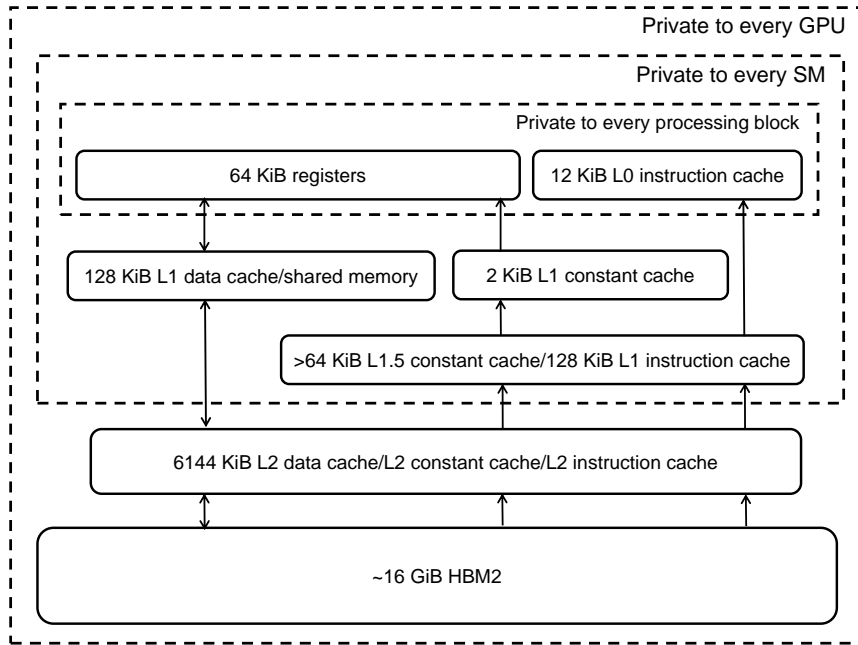 Private to every GPU
Private to every SM
Private to every processing block
64 KiB registers
12 KiB L0 instruction cache
128 KiB L1 data cache/shared memory
2 KiB L1 constant cache
>64 KiB L1.5 constant cache/128 KiB L1 instruction cache
6144 KiB L2 data cache/L2 constant cache/L2 instruction cache
~16 GiB HBM2